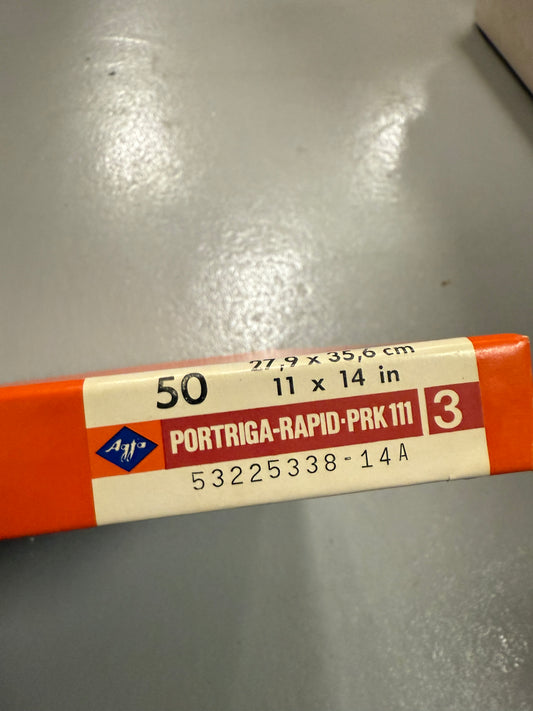 27,9 x 35,6 cm
50
11 x 14 in
Agfa
PORTRIGA-RAPID·PRK 111
3
53225338-14A